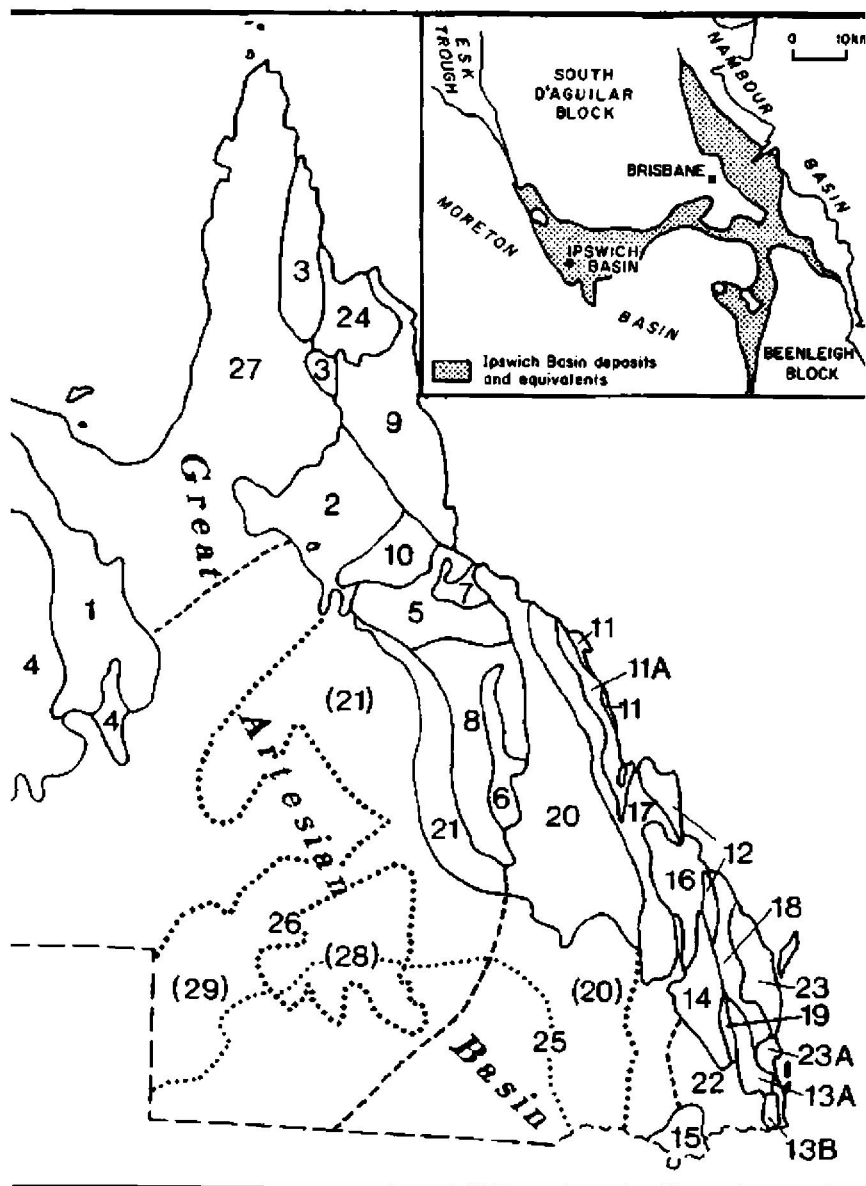 ESK
TROUGH
SOUTH
D'AGUILAR
BLOCK
NAMBOUR
BASIN
0 10km
BRISBANE
MORETON
BASIN
IPSWICH
BASIN
BEENLEIGH
BLOCK
Ipswich Basin deposits
and equivalents
3
24
3
27
9
2
10
7
5
1
4
4
11
11A
11
(21)
8
6
21
20
17
12
16
18
26
(28)
(29)
(20)
14
23
19
25
23A
22
13A
15
13B
Great
Artesian
Basin